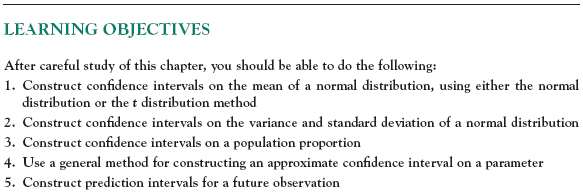 LEARNING OBJECTIVES
After careful study of this chapter, you should be able to do the following:
1. Construct confidence intervals on the mean of a normal distribution, using either the normal
distribution or the t distribution method
2. Construct confidence intervals on the variance and standard deviation of a normal distribution
3. Construct confidence intervals on a population proportion
4. Use a general method for constructing an approximate confidence interval on a parameter
5. Construct prediction intervals for a future observation